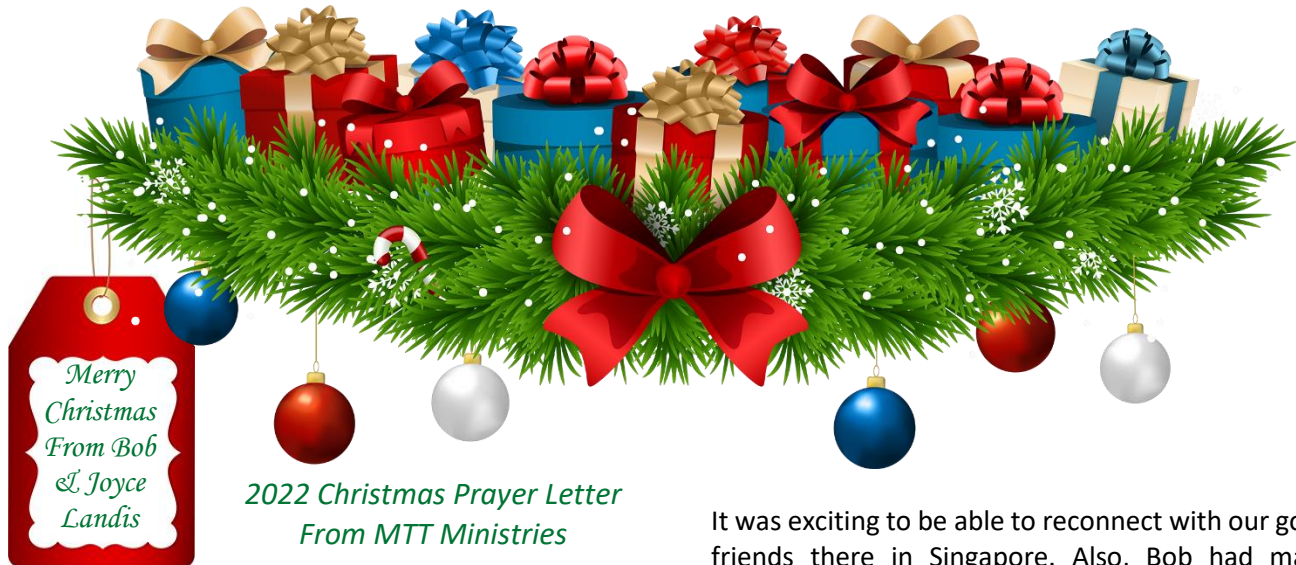 Merry
Christmas
From Bob
& Joyce
Landis
2022 Christmas Prayer Letter
From MTT Ministries
It was exciting to be able to reconnect with our go
friends there in Singapore. Also, Bob had ma